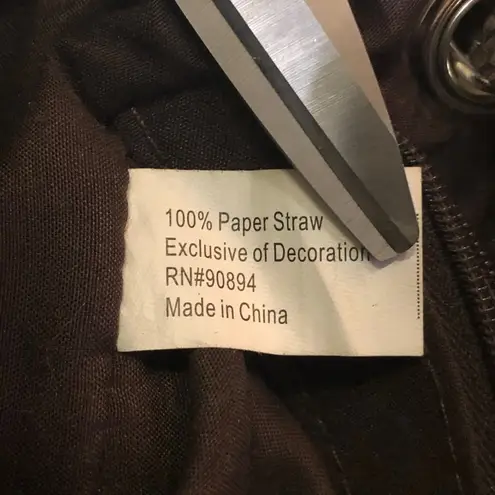 100% Paper Straw
Exclusive of Decoration
RN#90894
Made in China